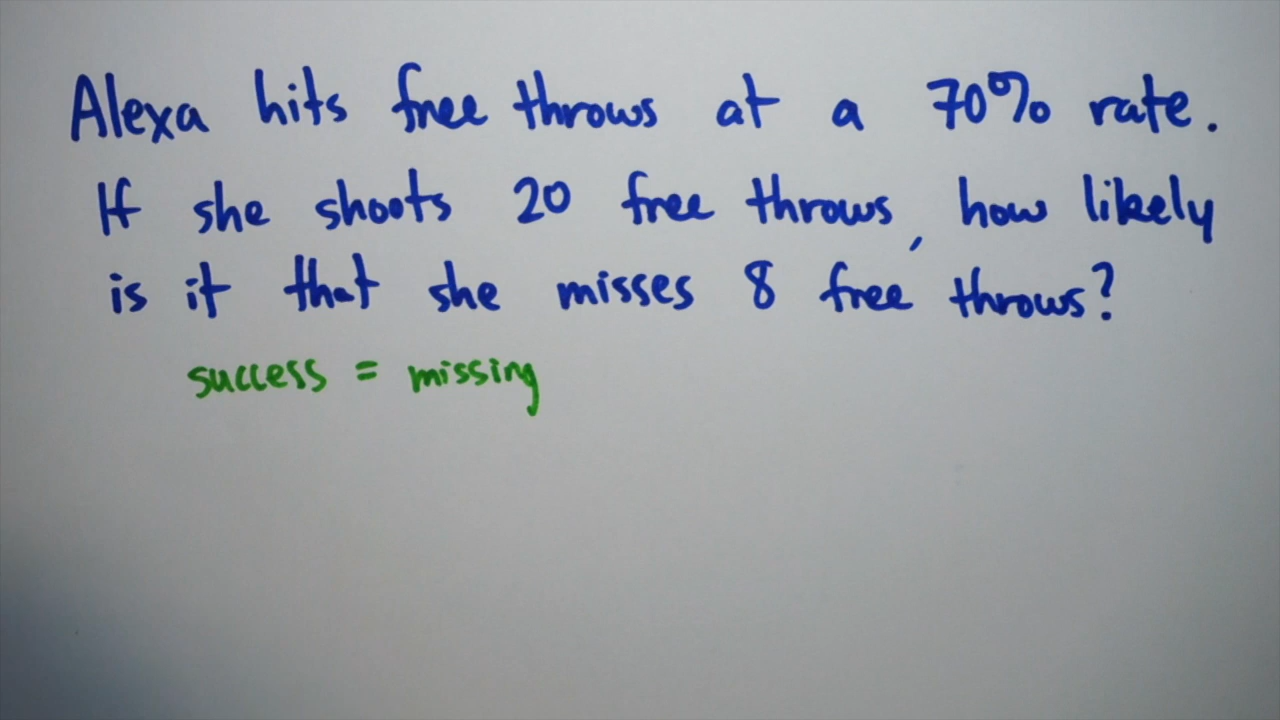 Alexa hits free throws at a 70% rate.
If she shoots 20 free throws, how likely
is it that she misses 8 free throws?
success = missing